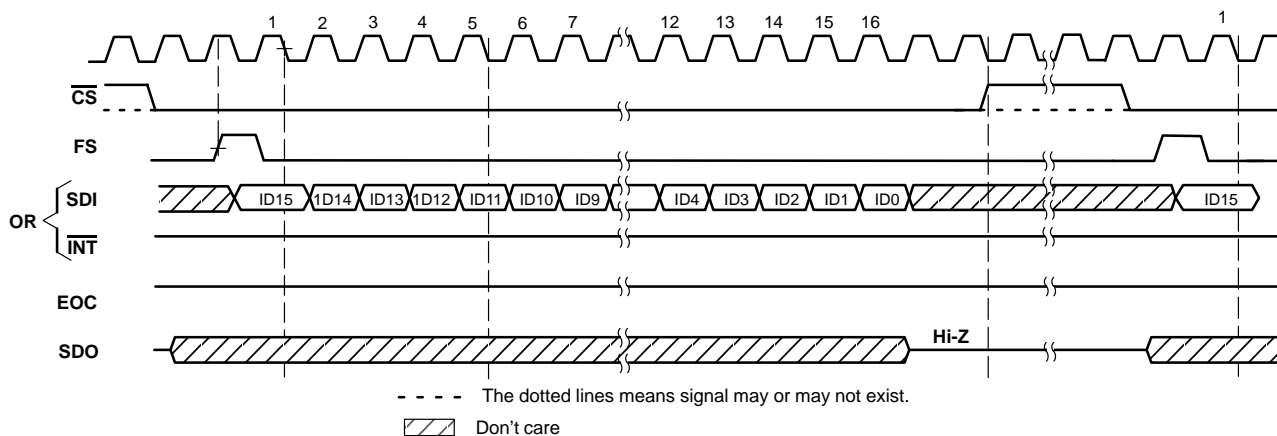 1 2 3 4 5 6 7 12 13 14 15 16 1
CS
FS
SDI ID15 1D14 ID13 1D12 ID11 ID10 ID9 ID4 ID3 ID2 ID1 ID0 ID15
OR
INT
EOC
SDO Hi-Z
The dotted lines means signal may or may not exist.
Don't care